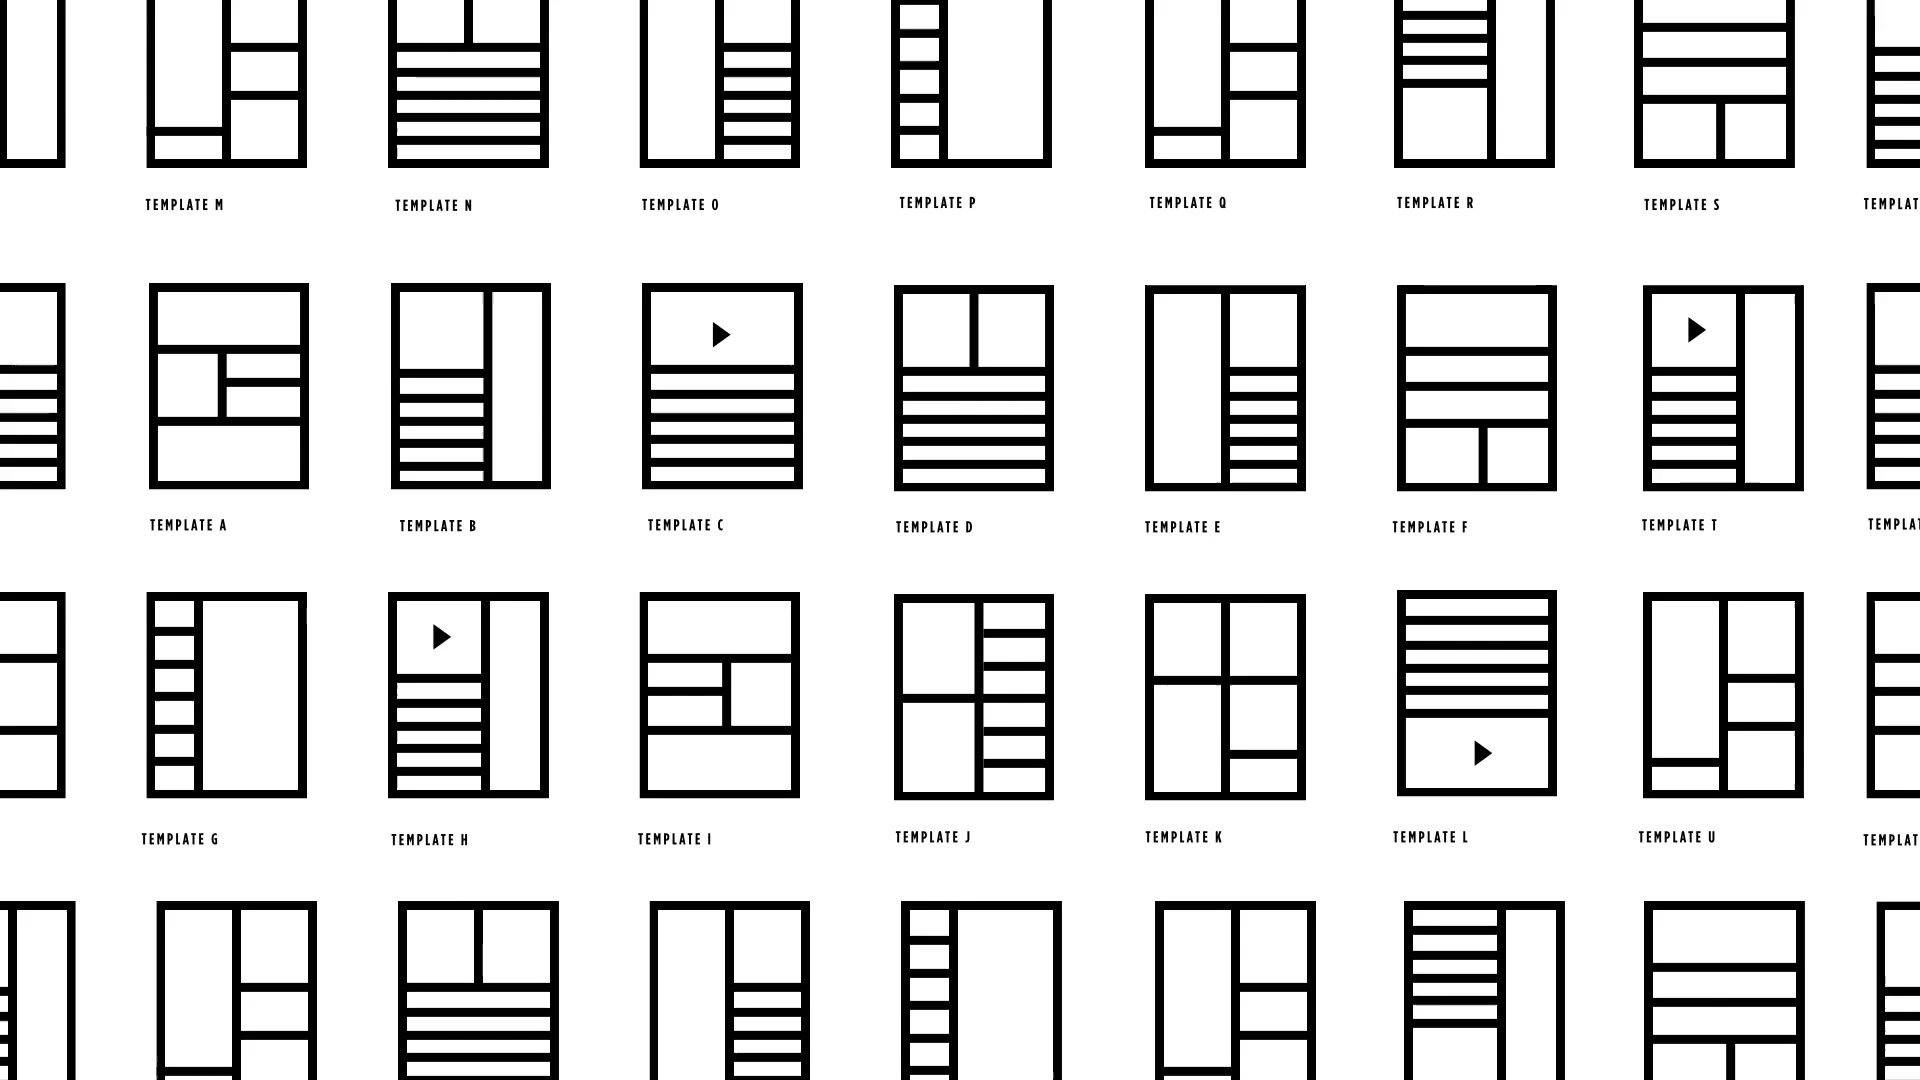 TEMPLATE M
TEMPLATE N
TEMPLATE O
TEMPLATE P
TEMPLATE Q
TEMPLATE R
TEMPLATE S
TEMPLATE A
TEMPLATE B
TEMPLATE C
TEMPLATE D
TEMPLATE E
TEMPLATE F
TEMPLATE T
TEMPLATE G
TEMPLATE H
TEMPLATE I
TEMPLATE J
TEMPLATE K
TEMPLATE L
TEMPLATE U